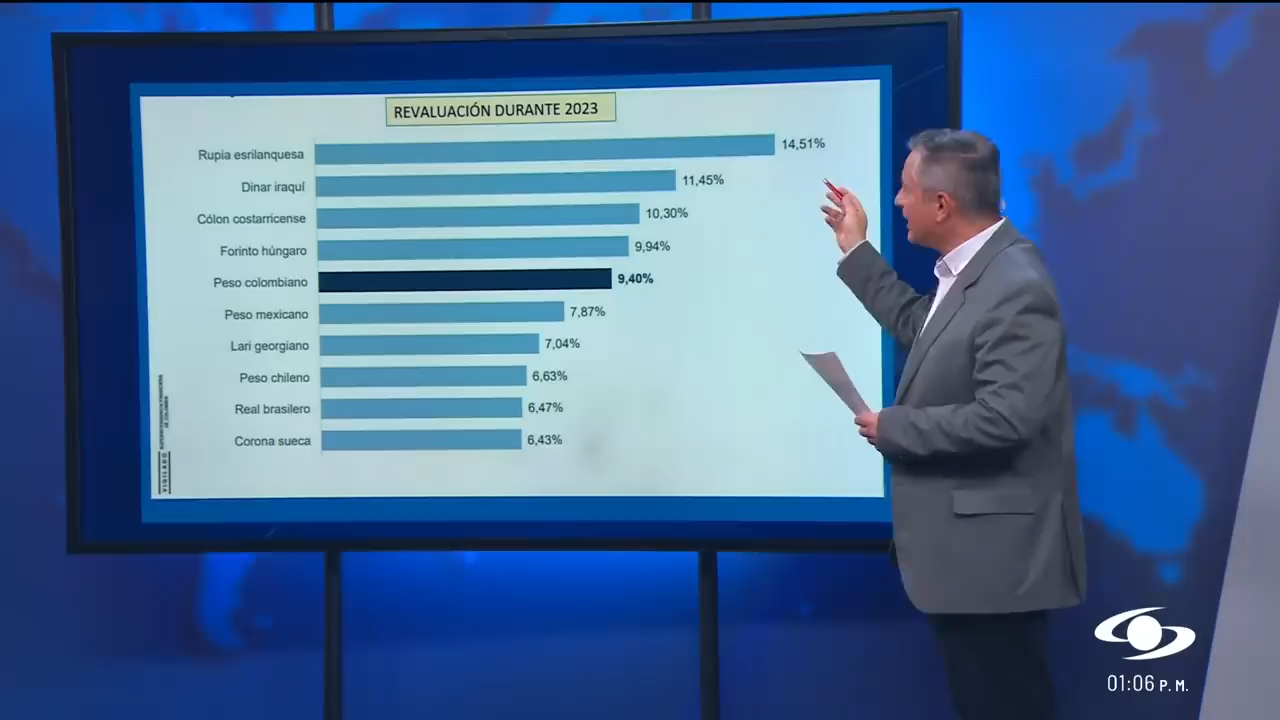 REVALUACIÓN DURANTE 2023
Rupia esrilanquesa 14,51%
Dinar iraquí 11,45%
Cólon costarricense 10,30%
Forinto húngaro 9,94%
Peso colombiano 9,40%
Peso mexicano 7,87%
Lari georgiano 7,04%
Peso chileno 6,63%
Real brasilero 6,47%
Corona sueca 6,43%
VIGILADO
01:06 P. M.